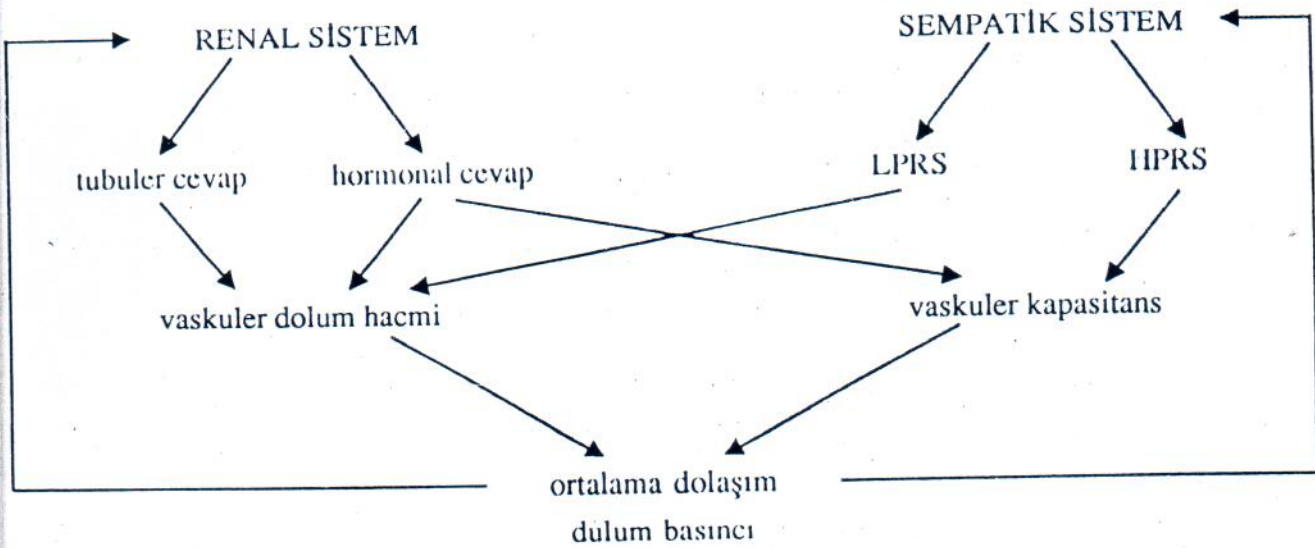 RENAL SİSTEM
SEMPATİK SİSTEM
tubuler cevap
hormonal cevap
LPRS
HPRS
vaskuler dolum hacmi
vaskuler kapasitans
ortalama dolaşım
dulum basıncı